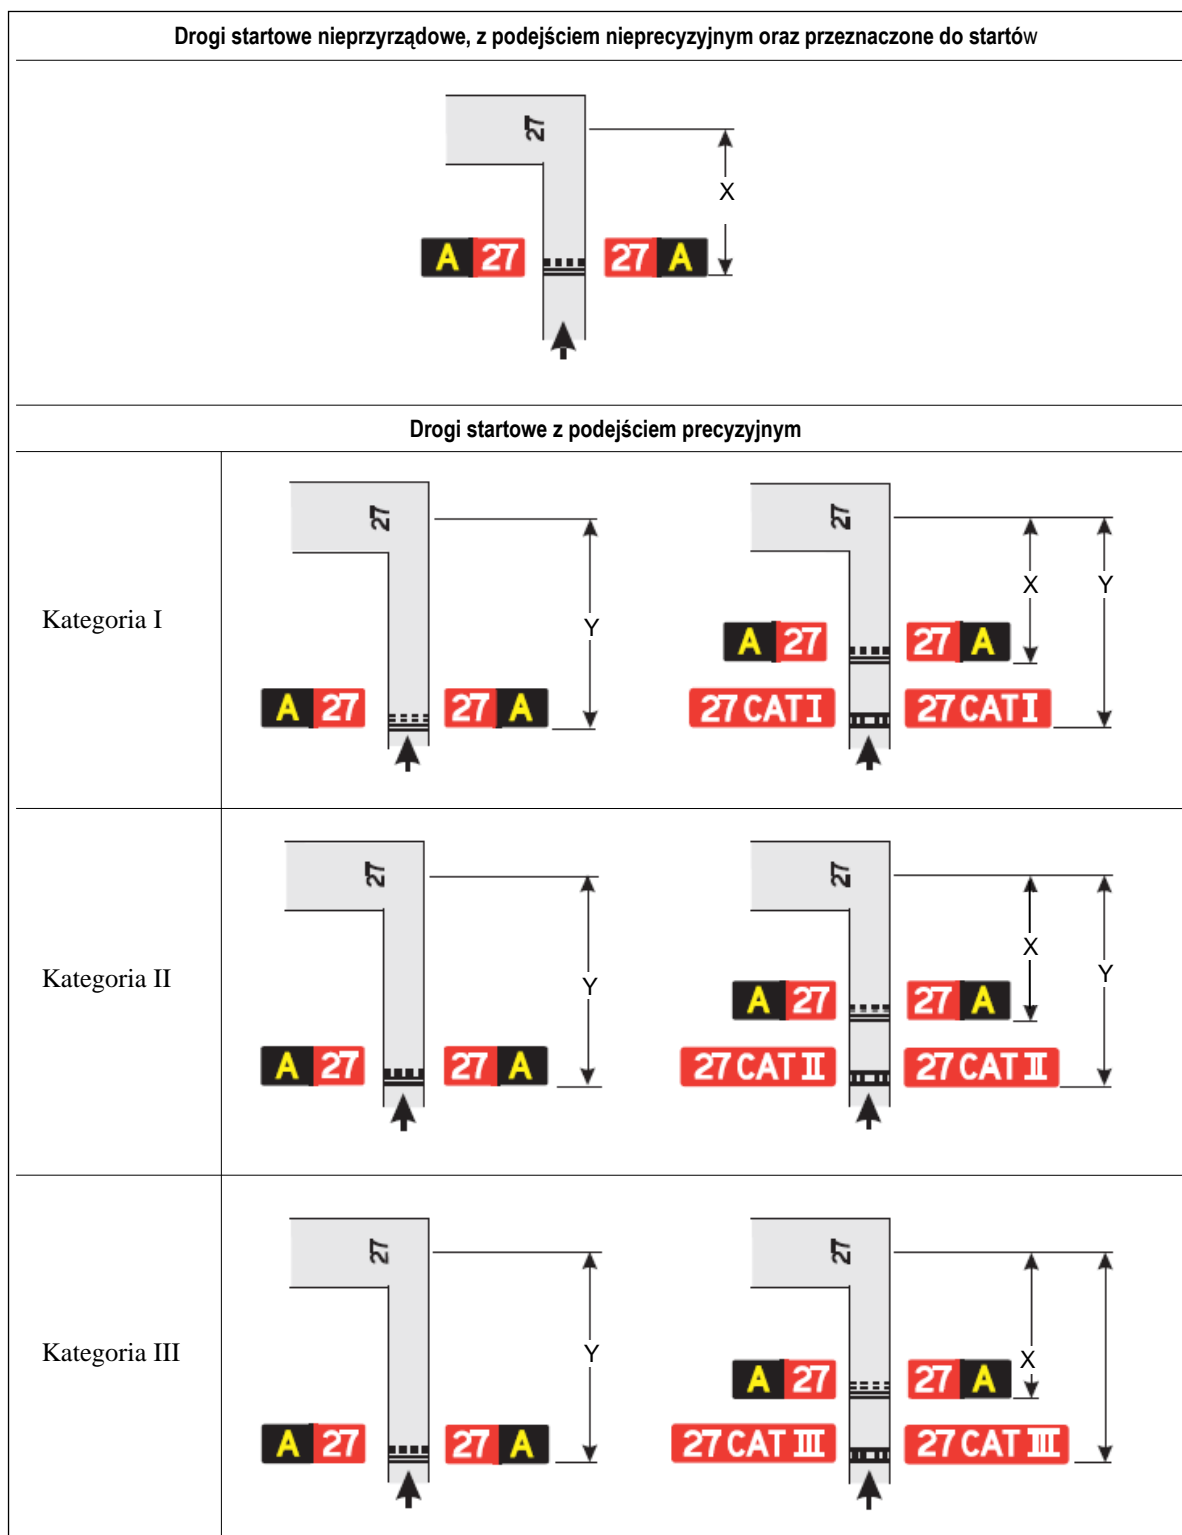 Drogi startowe nieprzyrządowe, z podejściem nieprecyzyjnym oraz przeznaczone do startów
27
X
A 27 27 A
Drogi startowe z podejściem precyzyjnym
Kategoria I
27
Y
A 27 27 A
27
X Y
A 27 27 A
27 CAT I 27 CAT I
Kategoria II
27
Y
A 27 27 A
27
X Y
A 27 27 A
27 CAT II 27 CAT II
Kategoria III
27
Y
A 27 27 A
27
X
A 27 27 A
27 CAT III 27 CAT III